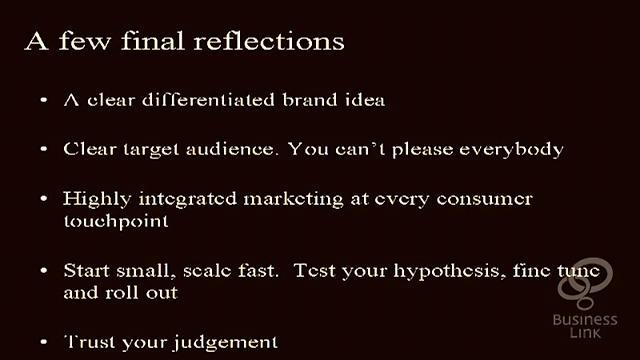 A few final reflections
• A clear differentiated brand idea
• Clear target audience. You can't please everybody
• Highly integrated marketing at every consumer
touchpoint
• Start small, scale fast. Test your hypothesis, fine tune
and roll out
• Trust your judgement
Business
Link